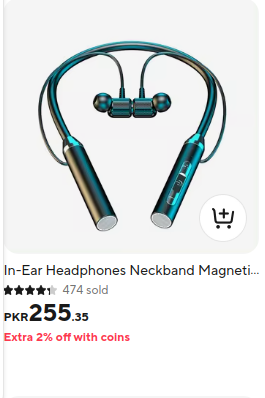 In-Ear Headphones Neckband Magneti...
474 sold
PKR255.35
Extra 2% off with coins